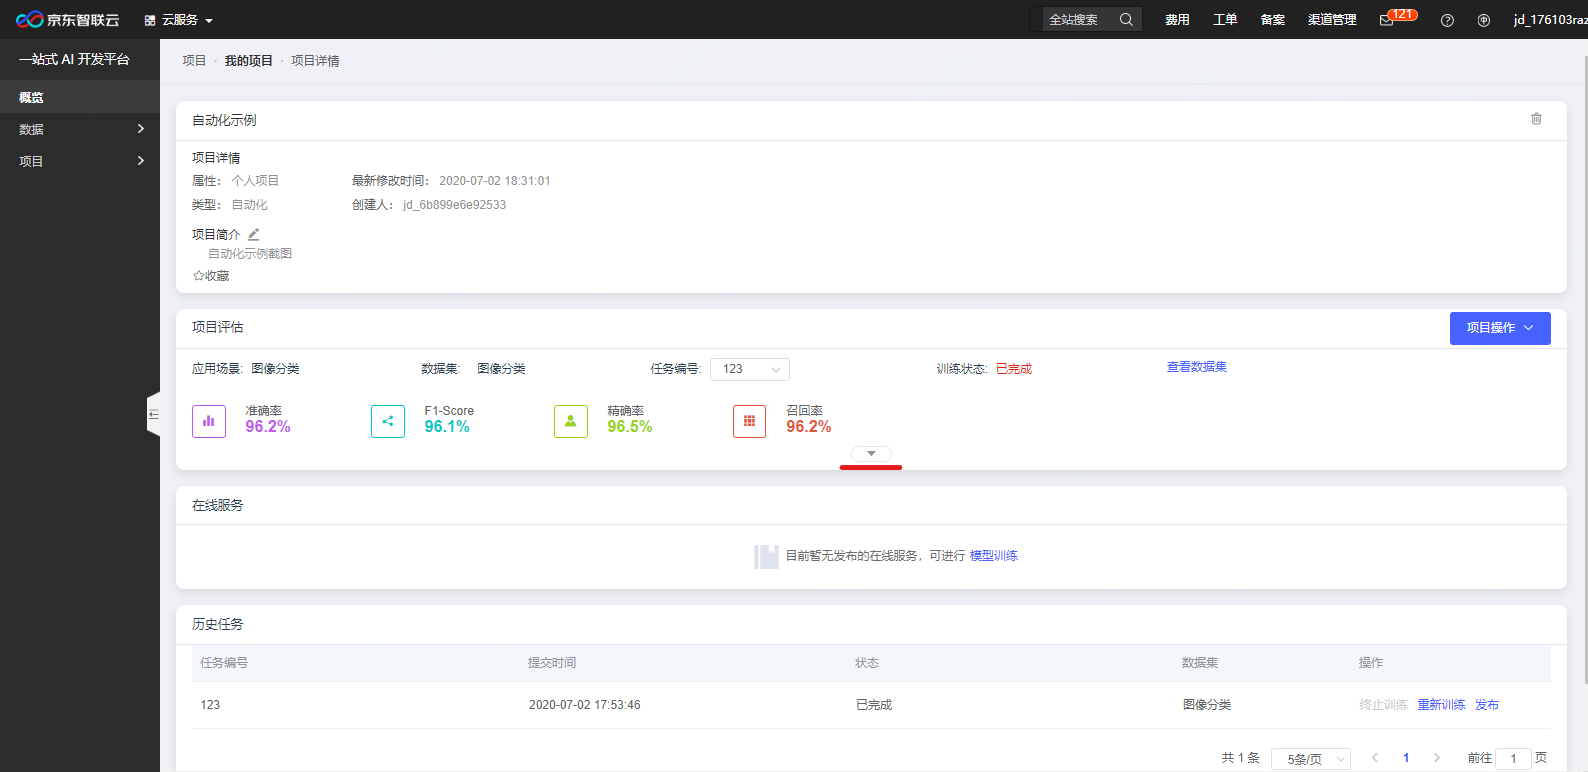 京东智联云 云服务 全站搜索 费用 工单 备案 渠道管理 121 jd_176103raz
一站式 AI 开发平台
概览
数据
项目
项目 · 我的项目 · 项目详情
自动化示例
项目详情
属性: 个人项目 最新修改时间: 2020-07-02 18:31:01
类型: 自动化 创建人: jd_6b899e6e92533
项目简介
自动化示例截图
收藏
项目评估 项目操作
应用场景: 图像分类 数据集: 图像分类 任务编号: 123 训练状态: 已完成 查看数据集
准确率 F1-Score 精确率 召回率
96.2% 96.1% 96.5% 96.2%
在线服务
目前暂无发布的在线服务，可进行 模型训练
历史任务
任务编号 提交时间 状态 数据集 操作
123 2020-07-02 17:53:46 已完成 图像分类 终止训练 重新训练 发布
共 1 条 5条/页 1 前往 1 页